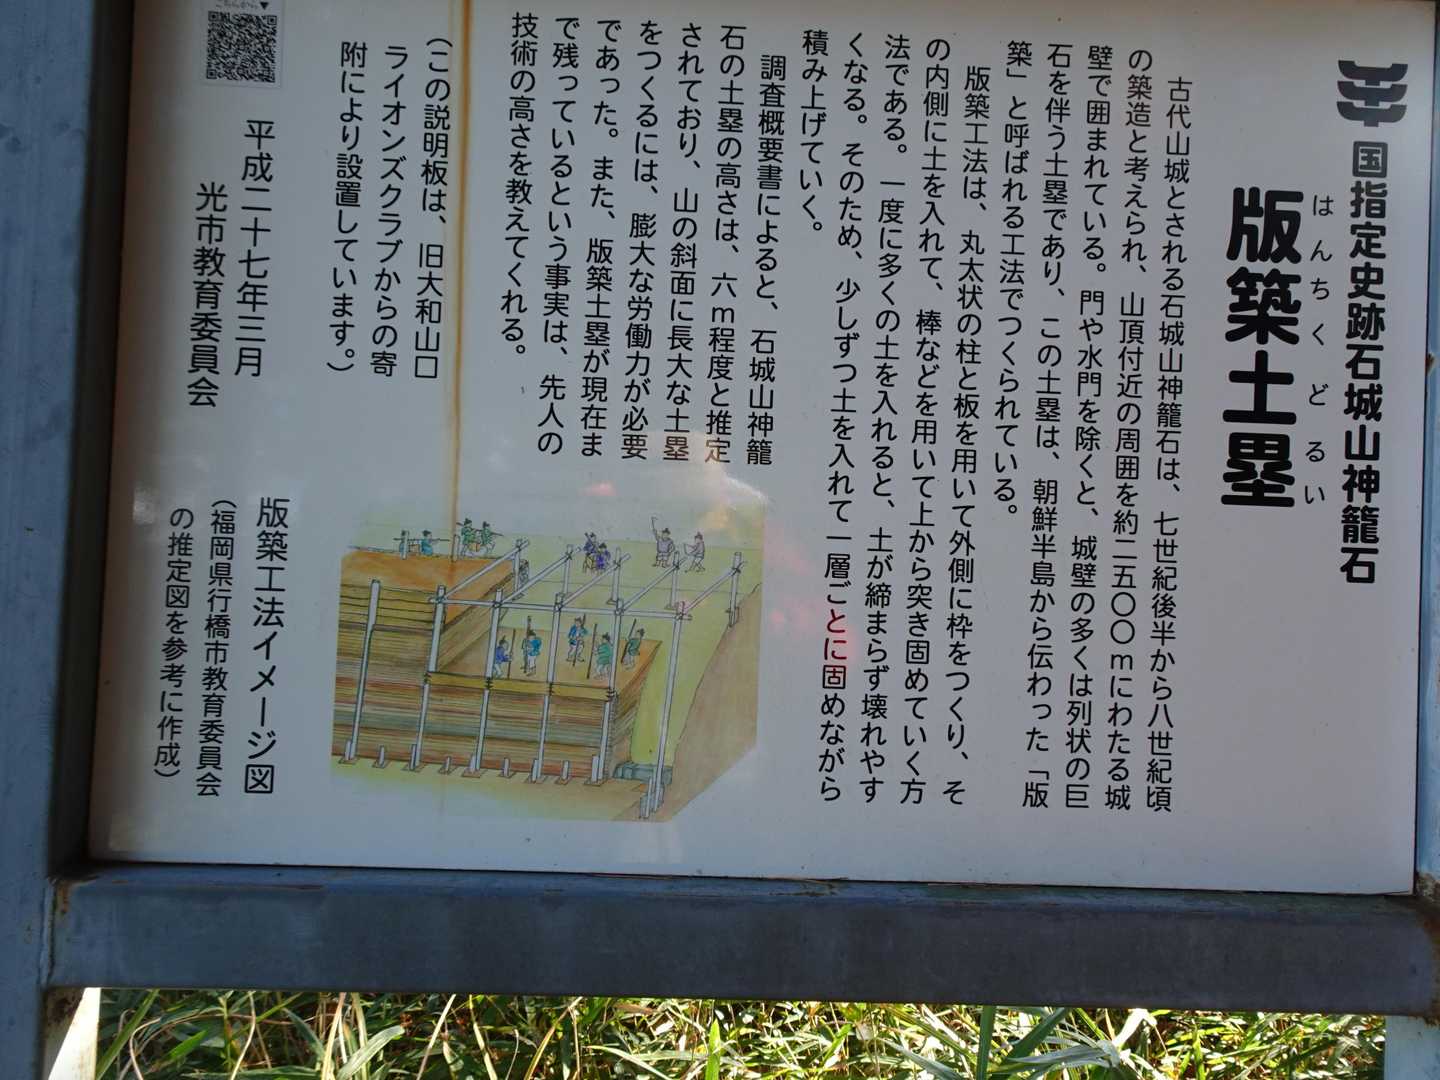 国指定史跡石城山神籠石
はんちくどるい
版築土塁
古代山城とされる石城山神籠石は、七世紀後半から八世紀頃
の築造と考えられ、山頂付近の周囲を約二五〇〇mにわたる城
壁で囲まれている。門や水門を除くと、城壁の多くは列状の巨
石を伴う土塁であり、この土塁は、朝鮮半島から伝わった「版
築」と呼ばれる工法でつくられている。
版築工法は、丸太状の柱と板を用いて外側に枠をつくり、そ
の内側に土を入れて、棒などを用いて上から突き固めていく方
法である。一度に多くの土を入れると、土が締まらず壊れやす
くなる。そのため、少しずつ土を入れて一層ごとに固めながら
積み上げていく。
調査概要書によると、石城山神籠
石の土塁の高さは、六m程度と推定
されており、山の斜面に長大な土塁
をつくるには、膨大な労働力が必要
であった。また、版築土塁が現在ま
で残っているという事実は、先人の
技術の高さを教えてくれる。
（この説明板は、旧大和山口
ライオンズクラブからの寄
附により設置しています。）
平成二十七年三月
光市教育委員会
こちらから▼
版築工法イメージ図
（福岡県行橋市教育委員会
の推定図を参考に作成）